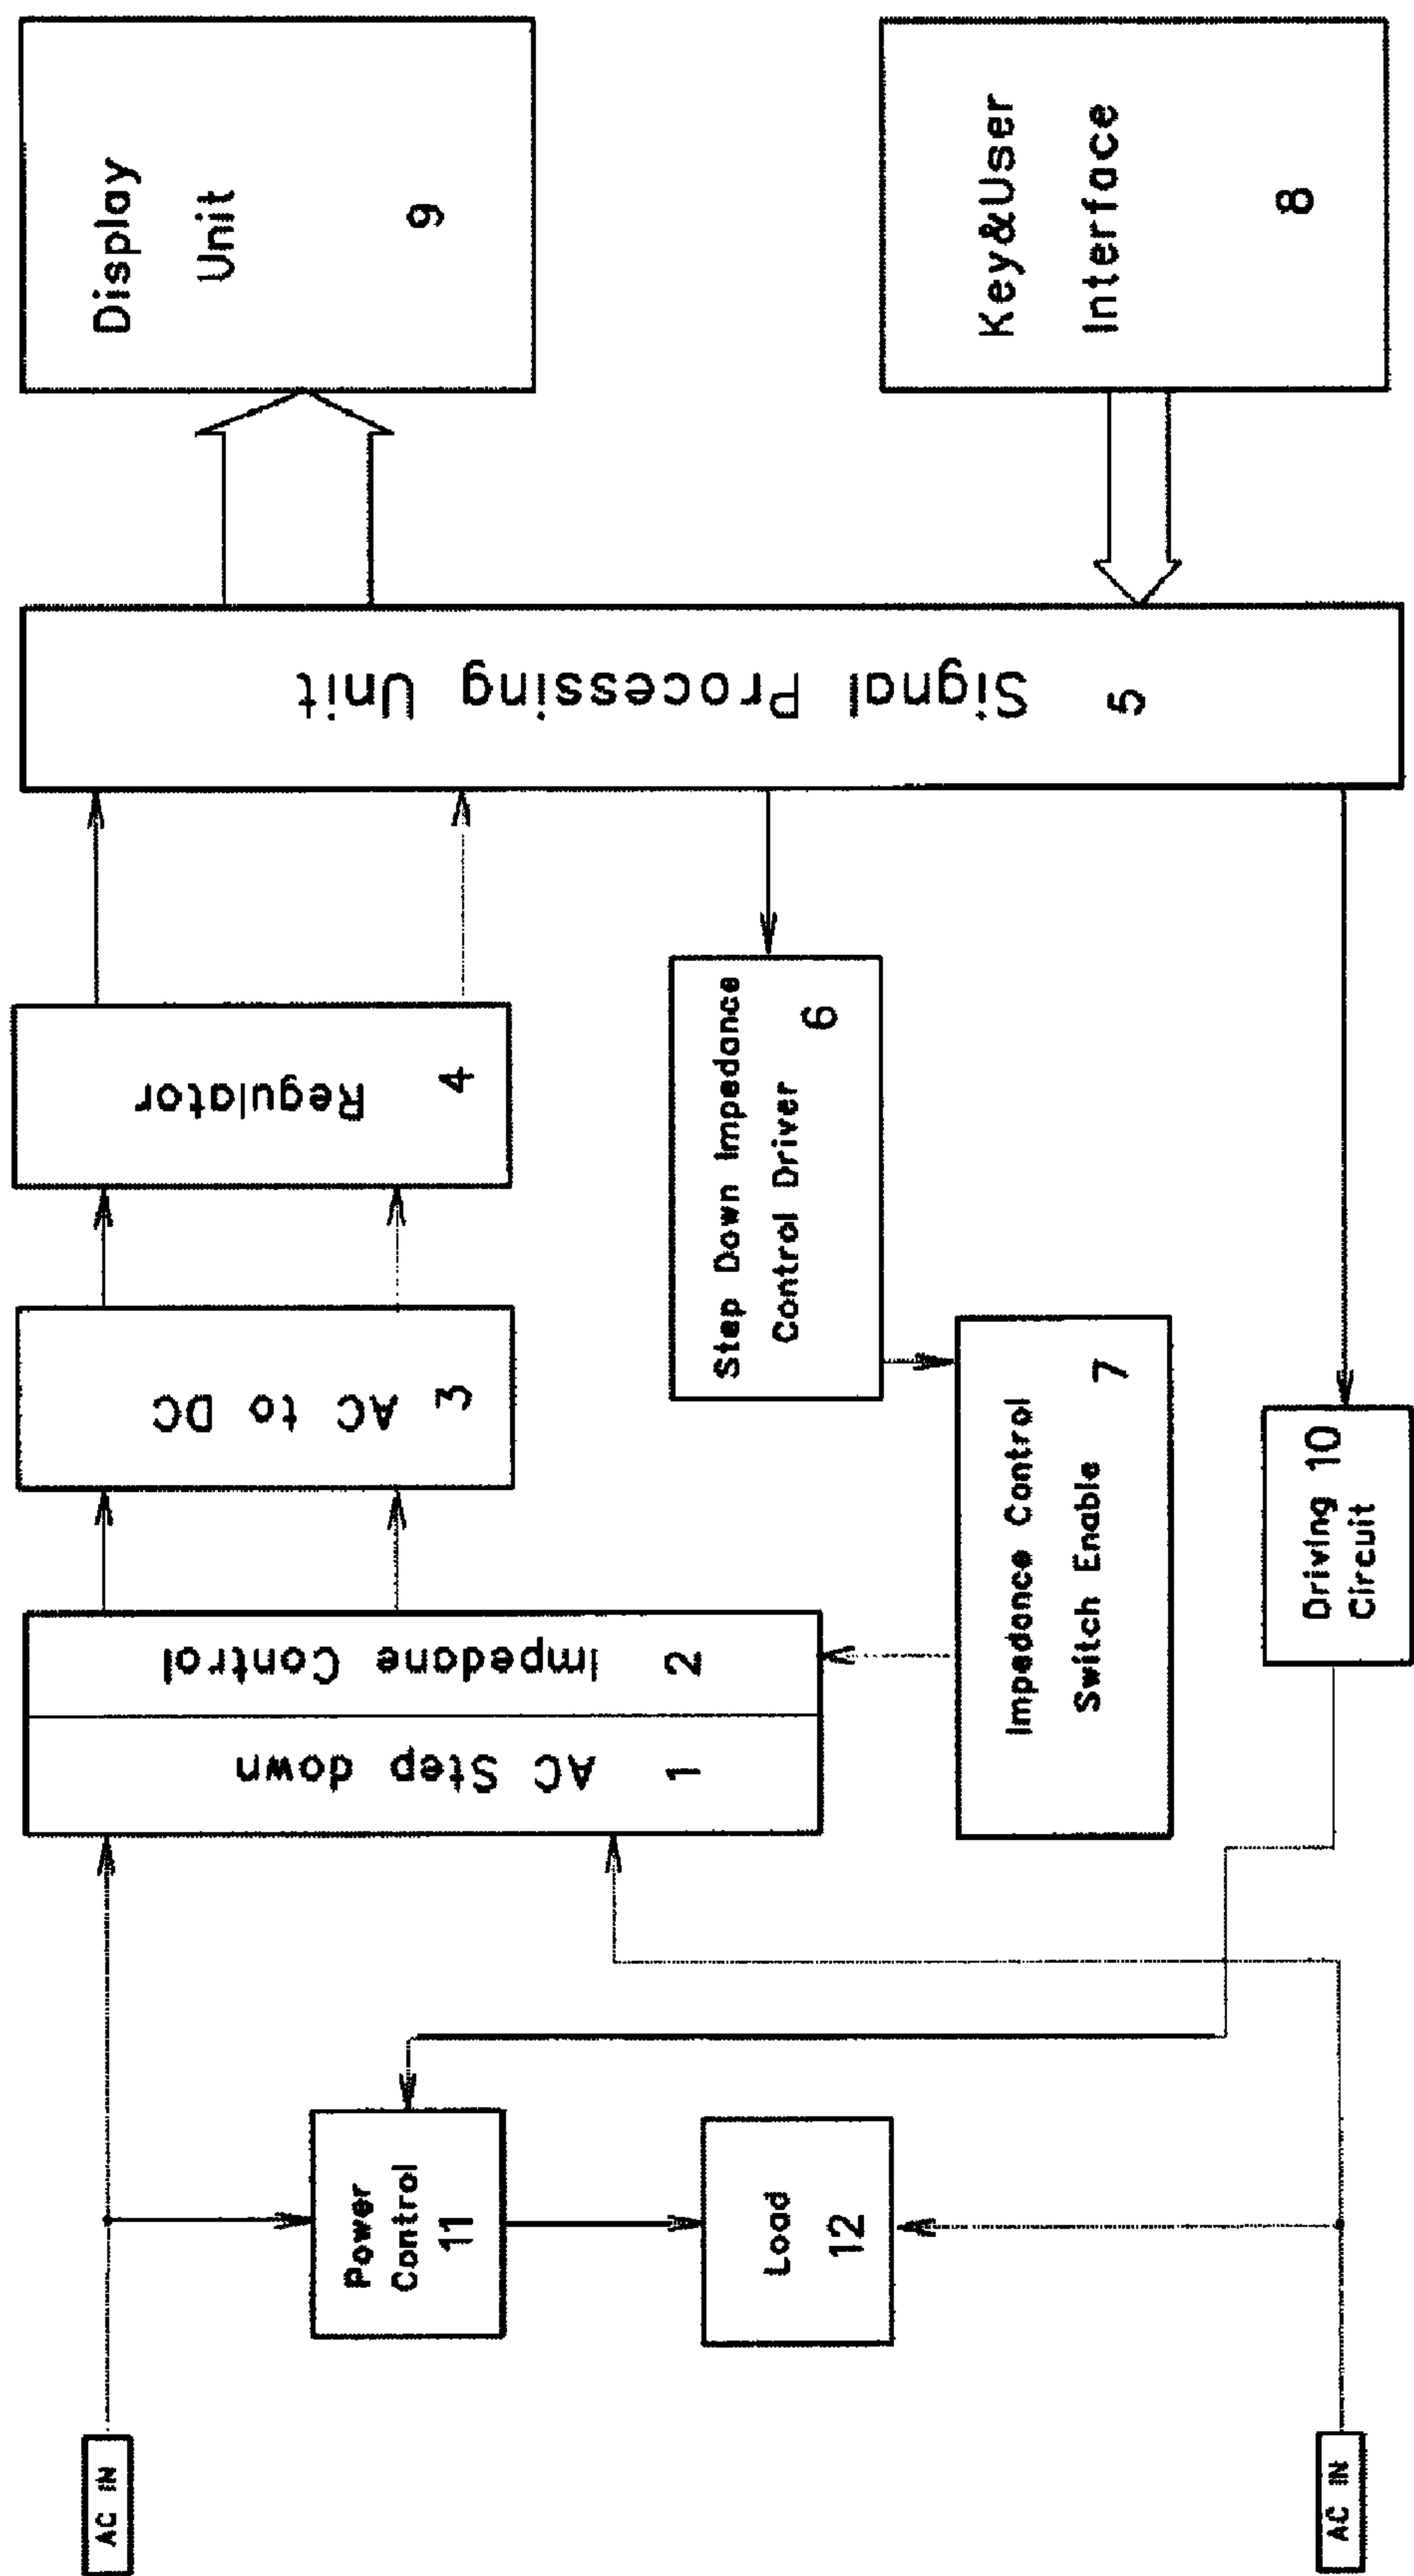 Display
Unit
9
Key&User
Interface
8
Signal Processing Unit
5
Regulator
4
Step Down Impedance
Control Driver
6
AC to DC
3
Impedance Control
Switch Enable
7
Driving
Circuit
10
Impedane Control
2
AC Step down
1
Power
Control
11
Load
12
AC IN
AC IN